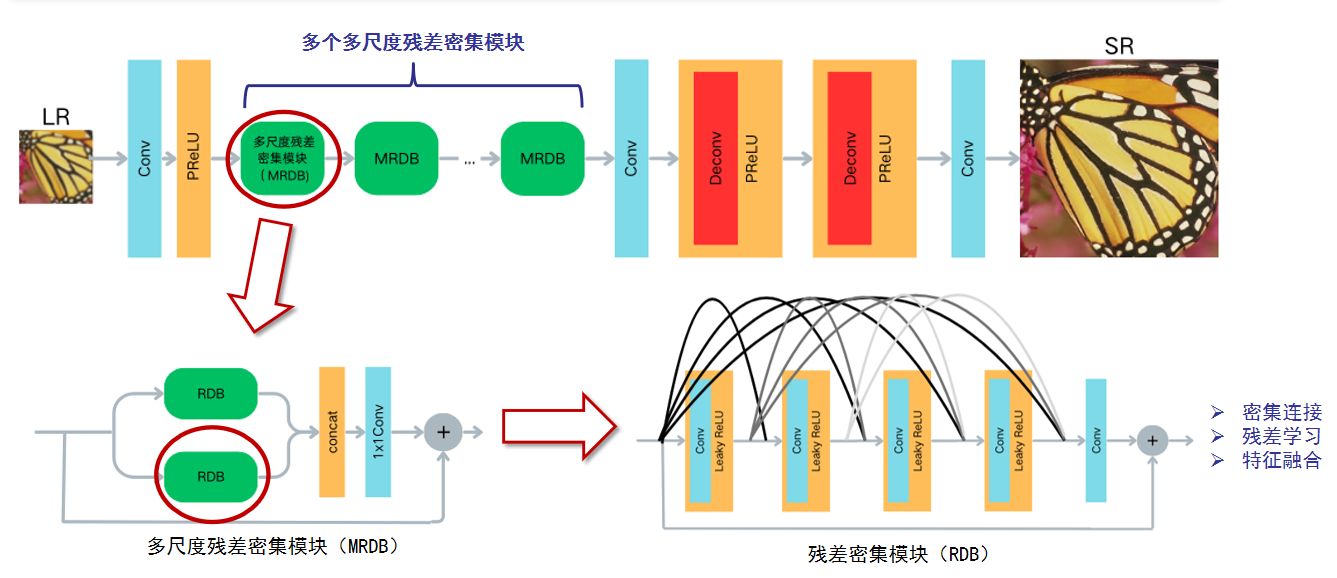 多个多尺度残差密集模块
SR
LR
Conv
PReLU
多尺度残差
密集模块
( MRDB)
MRDB
...
MRDB
Conv
Deconv
PReLU
Deconv
PReLU
Conv
RDB
RDB
concat
1x1Conv
+
多尺度残差密集模块（MRDB）
Conv
Leaky ReLU
Conv
Leaky ReLU
Conv
Leaky ReLU
Conv
Leaky ReLU
Conv
+
残差密集模块（RDB）
➢ 密集连接
➢ 残差学习
➢ 特征融合